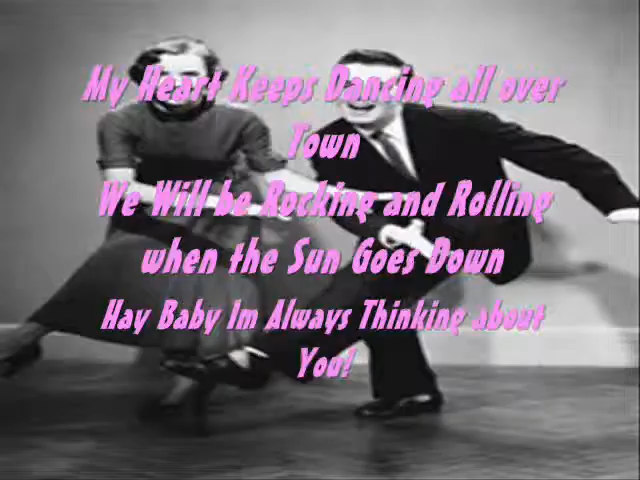 My Heart Keeps Dancing all over
Town
We Will be Rocking and Rolling
when the Sun Goes Down
Hay Baby Im Always Thinking about
You!